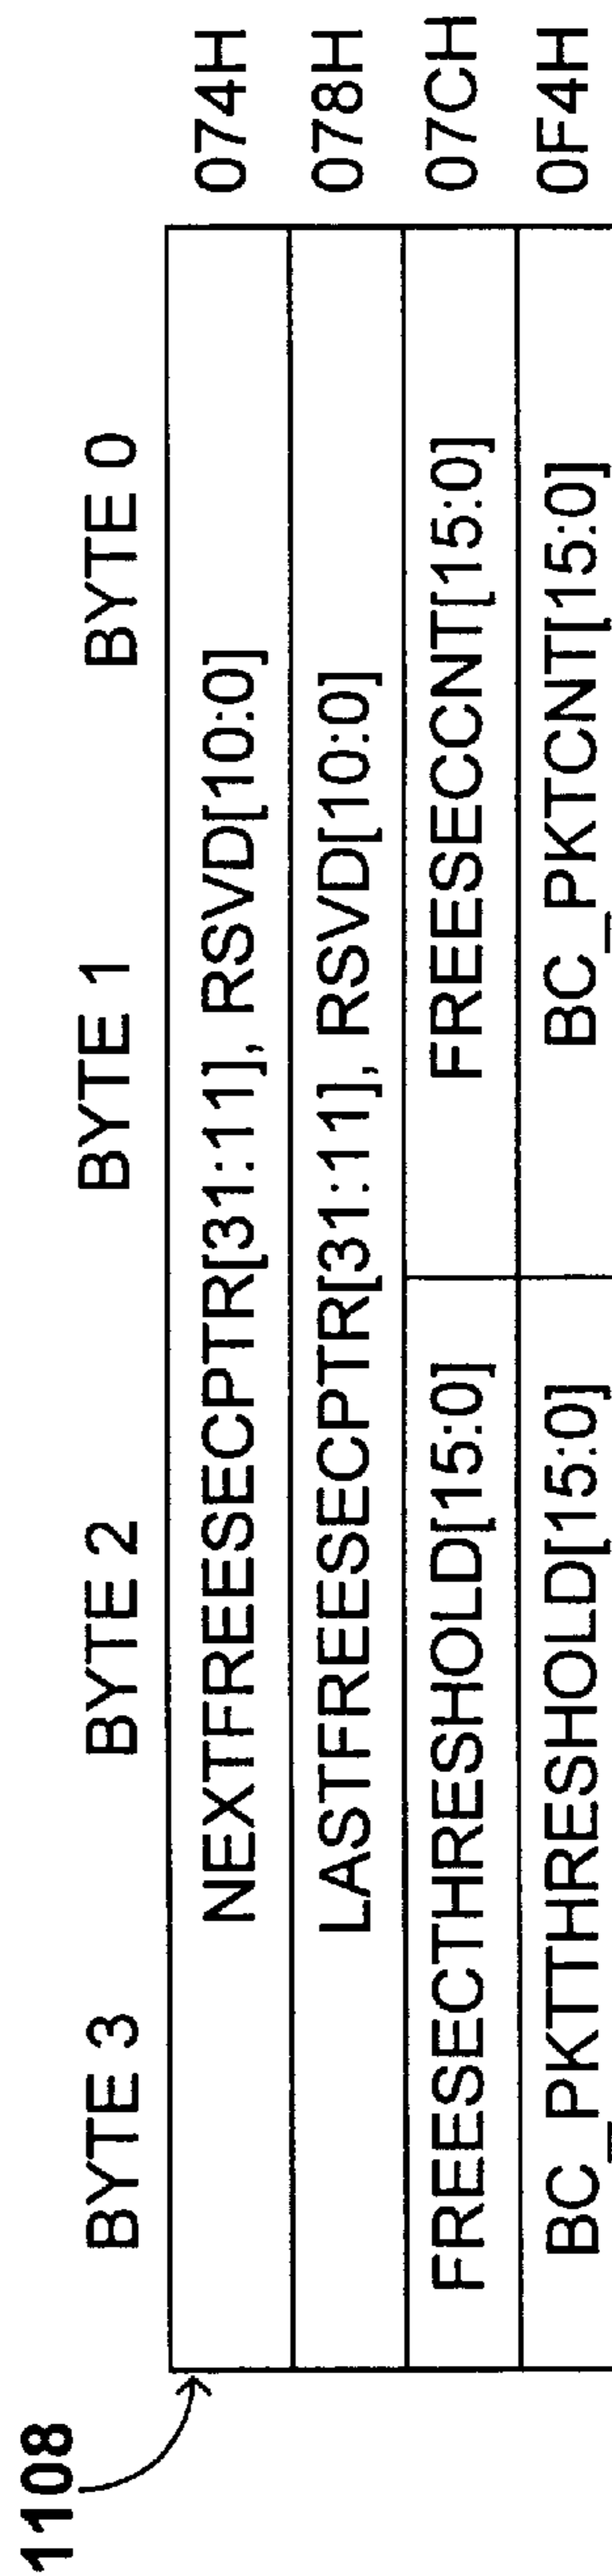 1108
BYTE 3 BYTE 2 BYTE 1 BYTE 0
NEXTFREESECPTR[31:11], RSVD[10:0] 074H
LASTFREESECPTR[31:11], RSVD[10:0] 078H
FREESECTHRESHOLD[15:0] FREESECCNT[15:0] 07CH
BC_PKTTHRESHOLD[15:0] BC_PKTCNT[15:0] 0F4H